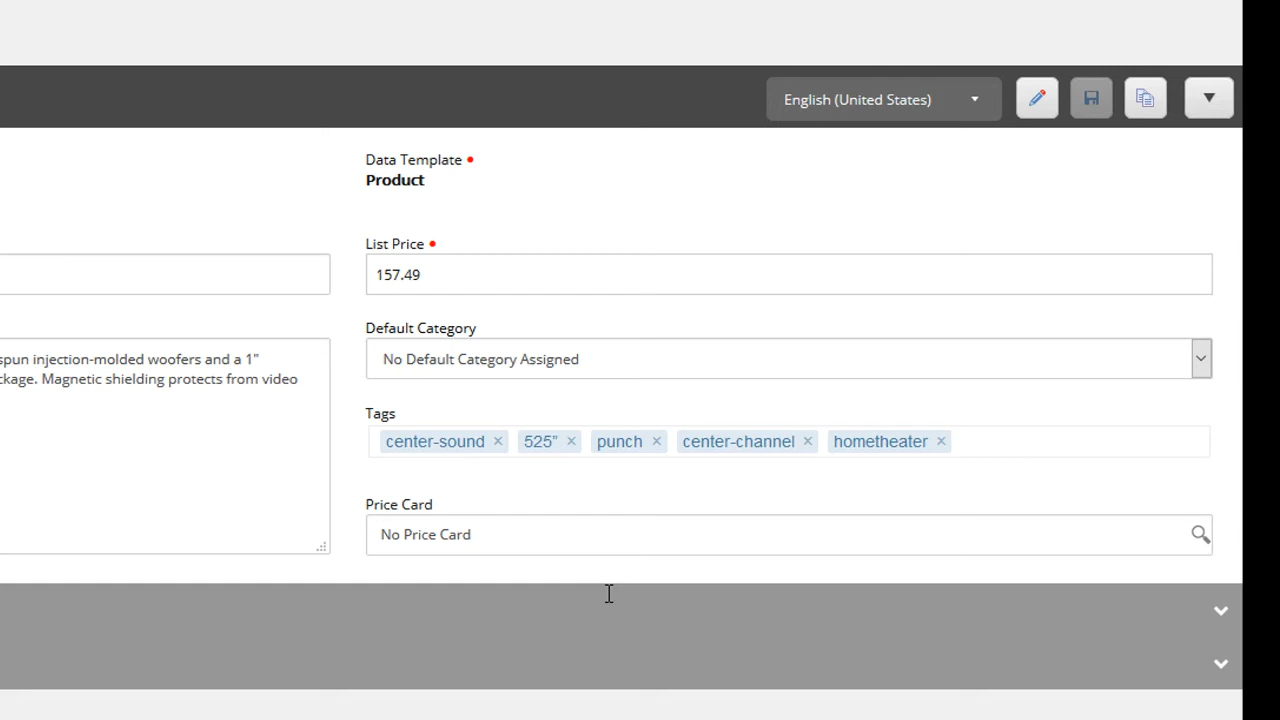 English (United States)
Data Template
Product
List Price
157.49
Default Category
spun injection-molded woofers and a 1"
No Default Category Assigned
ckage. Magnetic shielding protects from video
Tags
center-sound × 525” × punch × center-channel × hometheater ×
Price Card
No Price Card